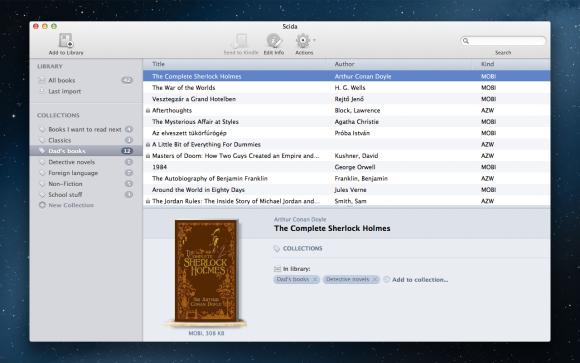 Scida
Add to Library
Send to Kindle
Edit Info
Actions
Search
LIBRARY
All books 42
Last import
COLLECTIONS
Books I want to read next 4
Classics
Dad's books 12
Detective novels
Foreign language 7
Non-Fiction
School stuff 3
New Collection
Title Author Kind
The Complete Sherlock Holmes Arthur Conan Doyle MOBI
The War of the Worlds H. G. Wells MOBI
Vesztegzár a Grand Hotelben Rejtő Jenő MOBI
Afterthoughts Block, Lawrence AZW
The Mysterious Affair at Styles Agatha Christie MOBI
Az elveszett tükörfúrógép Próba István MOBI
A Little Bit of Everything For Dummies AZW
Masters of Doom: How Two Guys Created an Empire and... Kushner, David AZW
1984 George Orwell MOBI
The Autobiography of Benjamin Franklin Franklin, Benjamin AZW
Around the World in Eighty Days Jules Verne MOBI
The Jordan Rules: The Inside Story of Michael Jordan and... Smith, Sam AZW
THE
COMPLETE
SHERLOCK
HOLMES
SIR ARTHUR
CONAN DOYLE
MOBI, 308 KB
Arthur Conan Doyle
The Complete Sherlock Holmes
COLLECTIONS
In library:
Dad's books × Detective novels × Add to collection...